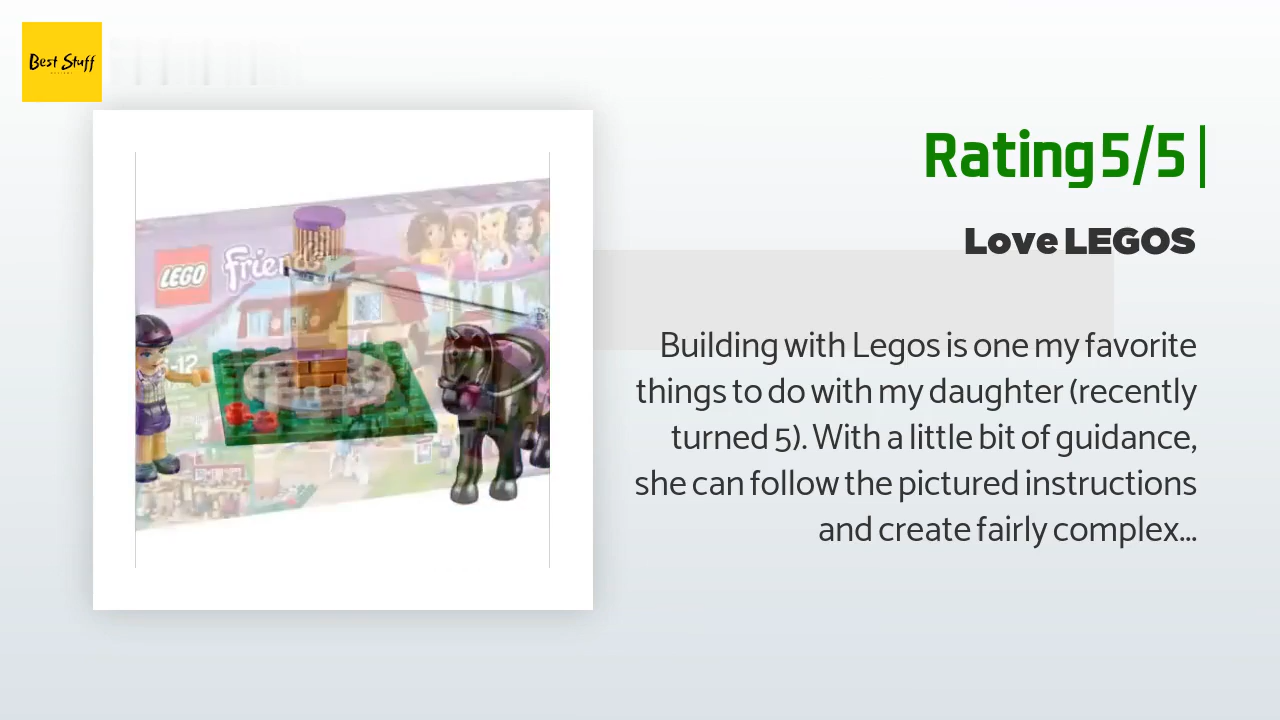 Best Stuff
Rating 5/5
Love LEGOS
LEGO
friends
Building with Legos is one my favorite
things to do with my daughter (recently
turned 5). With a little bit of guidance,
she can follow the pictured instructions
and create fairly complex...